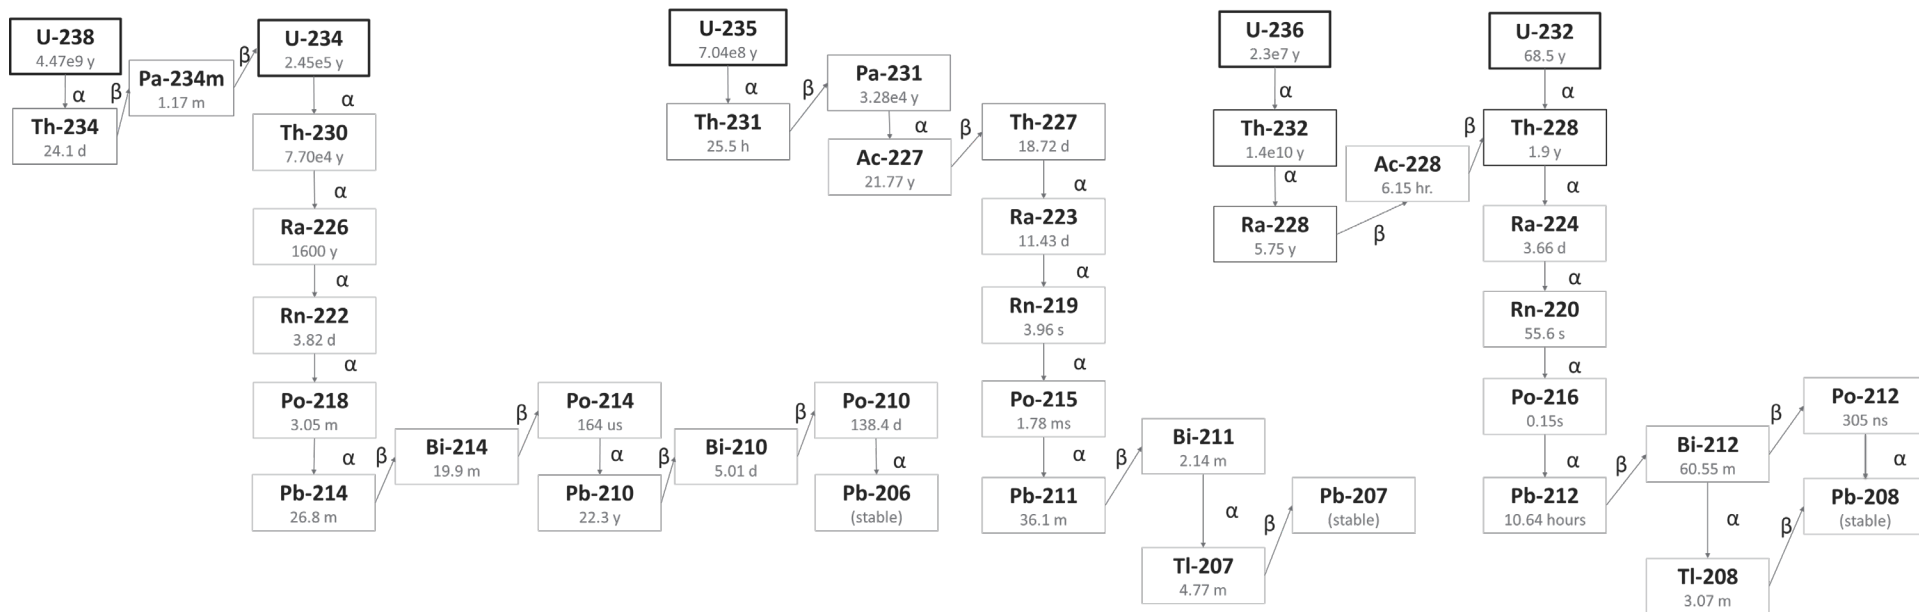 U-238
4.47e9 y
α
Th-234
24.1 d
β
Pa-234m
1.17 m
β
U-234
2.45e5 y
α
Th-230
7.70e4 y
α
Ra-226
1600 y
α
Rn-222
3.82 d
α
Po-218
3.05 m
α
Pb-214
26.8 m
β
Bi-214
19.9 m
β
Po-214
164 us
α
Pb-210
22.3 y
β
Bi-210
5.01 d
β
Po-210
138.4 d
α
Pb-206
(stable)
U-235
7.04e8 y
α
Th-231
25.5 h
β
Pa-231
3.28e4 y
α
Ac-227
21.77 y
β
Th-227
18.72 d
α
Ra-223
11.43 d
α
Rn-219
3.96 s
α
Po-215
1.78 ms
α
Pb-211
36.1 m
β
Bi-211
2.14 m
α
Tl-207
4.77 m
β
Pb-207
(stable)
U-236
2.3e7 y
α
Th-232
1.4e10 y
α
Ra-228
5.75 y
β
Ac-228
6.15 hr.
β
U-232
68.5 y
α
Th-228
1.9 y
α
Ra-224
3.66 d
α
Rn-220
55.6 s
α
Po-216
0.15s
α
Pb-212
10.64 hours
β
Bi-212
60.55 m
β
Po-212
305 ns
α
Pb-208
(stable)
α
Tl-208
3.07 m
β